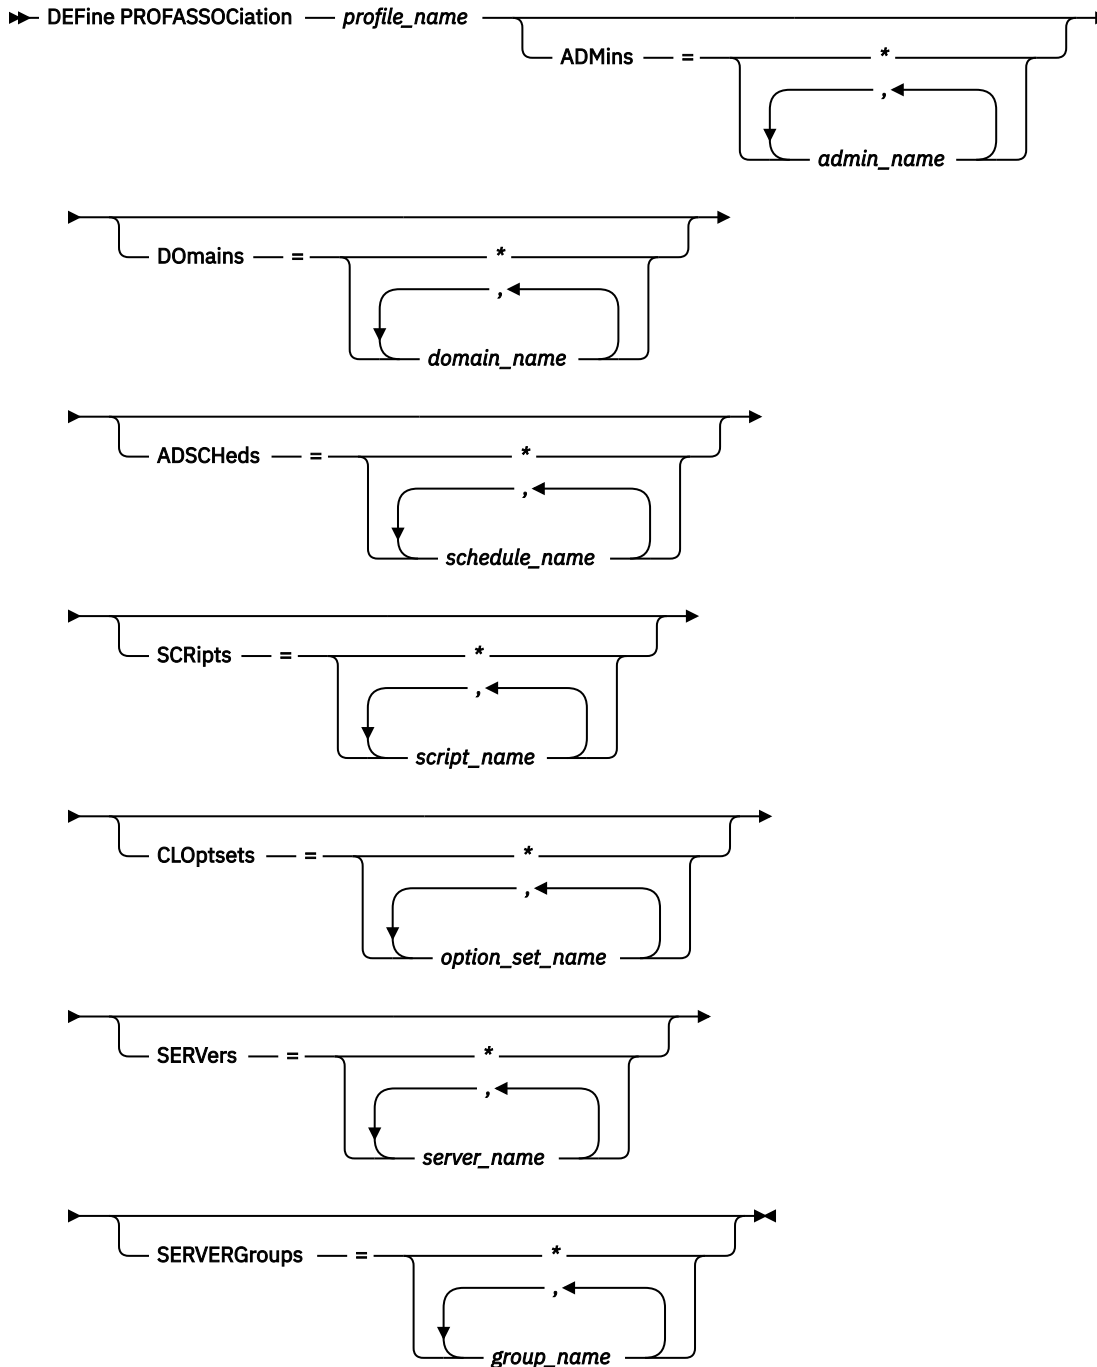 DEFine PROFASSOCiation profile_name
ADMins = *
,
admin_name
DOmains = *
,
domain_name
ADSCHeds = *
,
schedule_name
SCRipts = *
,
script_name
CLOptsets = *
,
option_set_name
SERVers = *
,
server_name
SERVERGroups = *
,
group_name